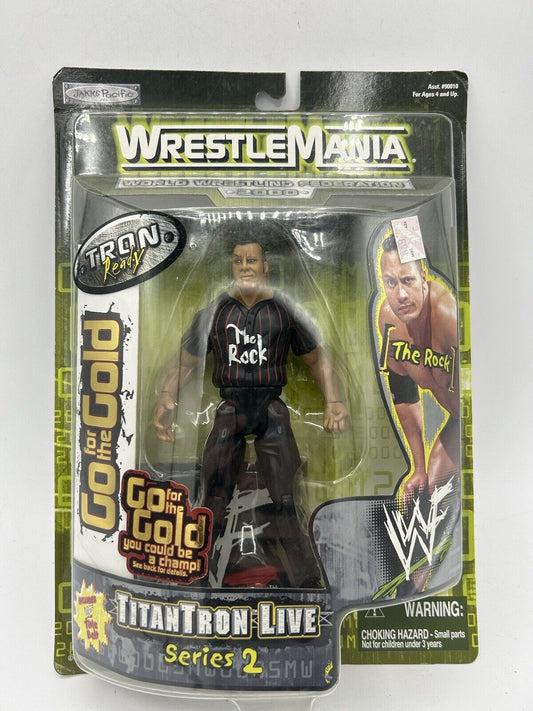 JAKKS Pacific
Asst. #90010
For Ages 4 and Up.
WRESTLEMANIA
WORLD WRESTLING FEDERATION
2000
TRON
Ready
Go for the Gold
The
Rock
[The Rock]
Go for
the
Gold
you could be
a champ!
See back for details.
Title
Belt
TITANTRON LIVE
Series 2
WARNING:
CHOKING HAZARD - Small parts
Not for children under 3 years